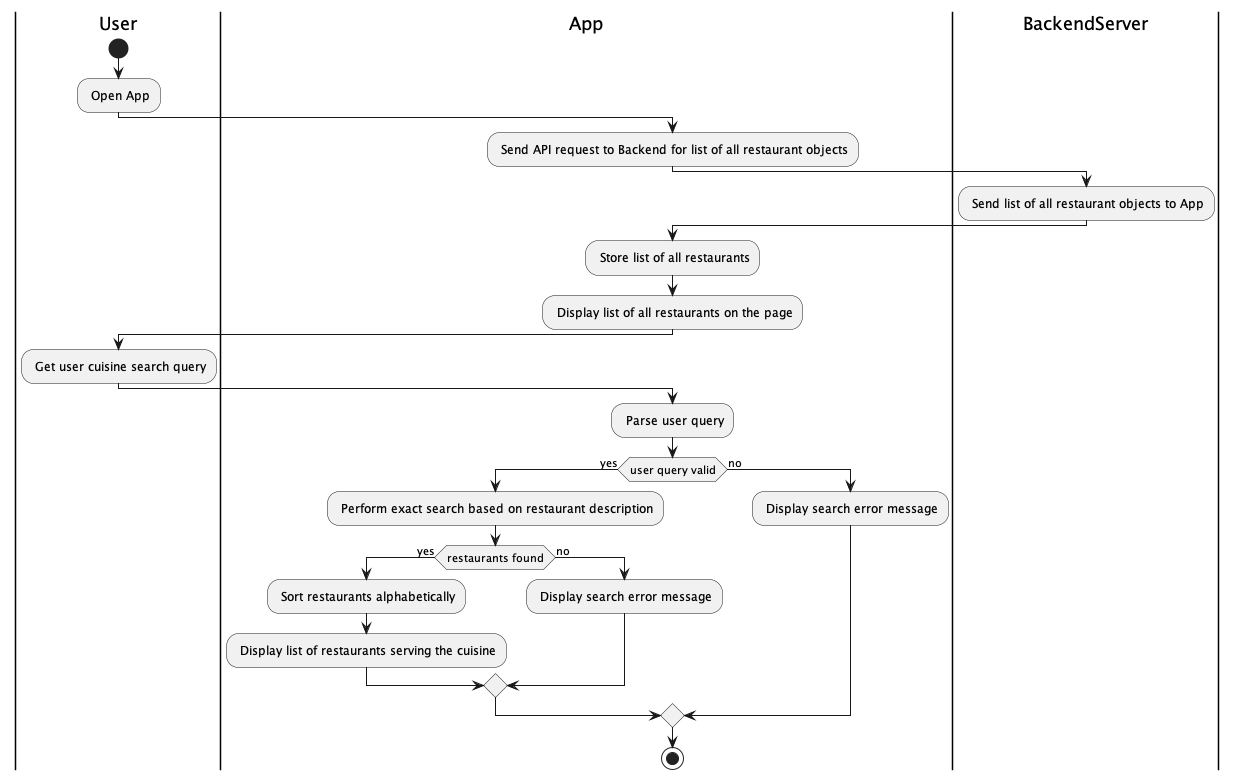 User
App
BackendServer
Open App
Send API request to Backend for list of all restaurant objects
Send list of all restaurant objects to App
Store list of all restaurants
Display list of all restaurants on the page
Get user cuisine search query
Parse user query
yes
user query valid
no
Perform exact search based on restaurant description
Display search error message
yes
restaurants found
no
Sort restaurants alphabetically
Display search error message
Display list of restaurants serving the cuisine